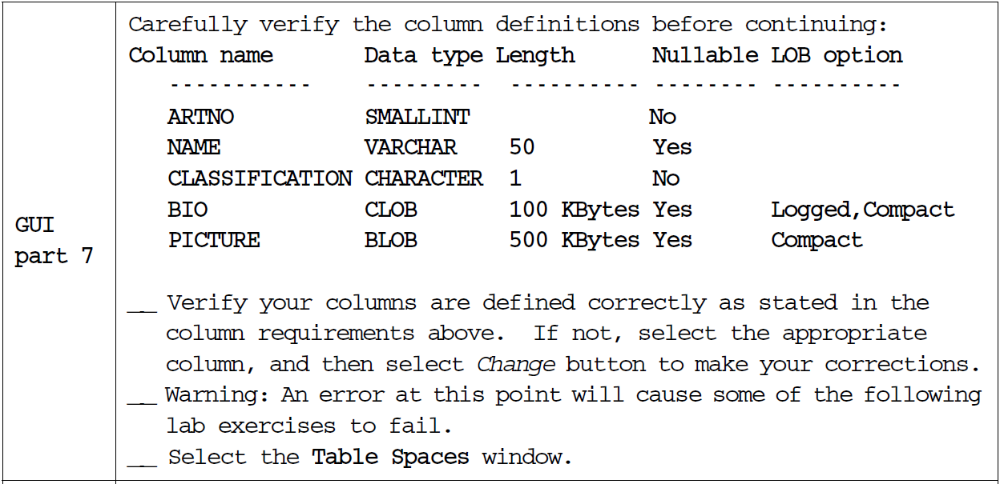 GUI
part 7
Carefully verify the column definitions before continuing:
Column name Data type Length Nullable LOB option
----------- --------- ---------- -------- ----------
ARTNO SMALLINT No
NAME VARCHAR 50 Yes
CLASSIFICATION CHARACTER 1 No
BIO CLOB 100 KBytes Yes Logged,Compact
PICTURE BLOB 500 KBytes Yes Compact
__ Verify your columns are defined correctly as stated in the
column requirements above. If not, select the appropriate
column, and then select Change button to make your corrections.
__ Warning: An error at this point will cause some of the following
lab exercises to fail.
__ Select the Table Spaces window.